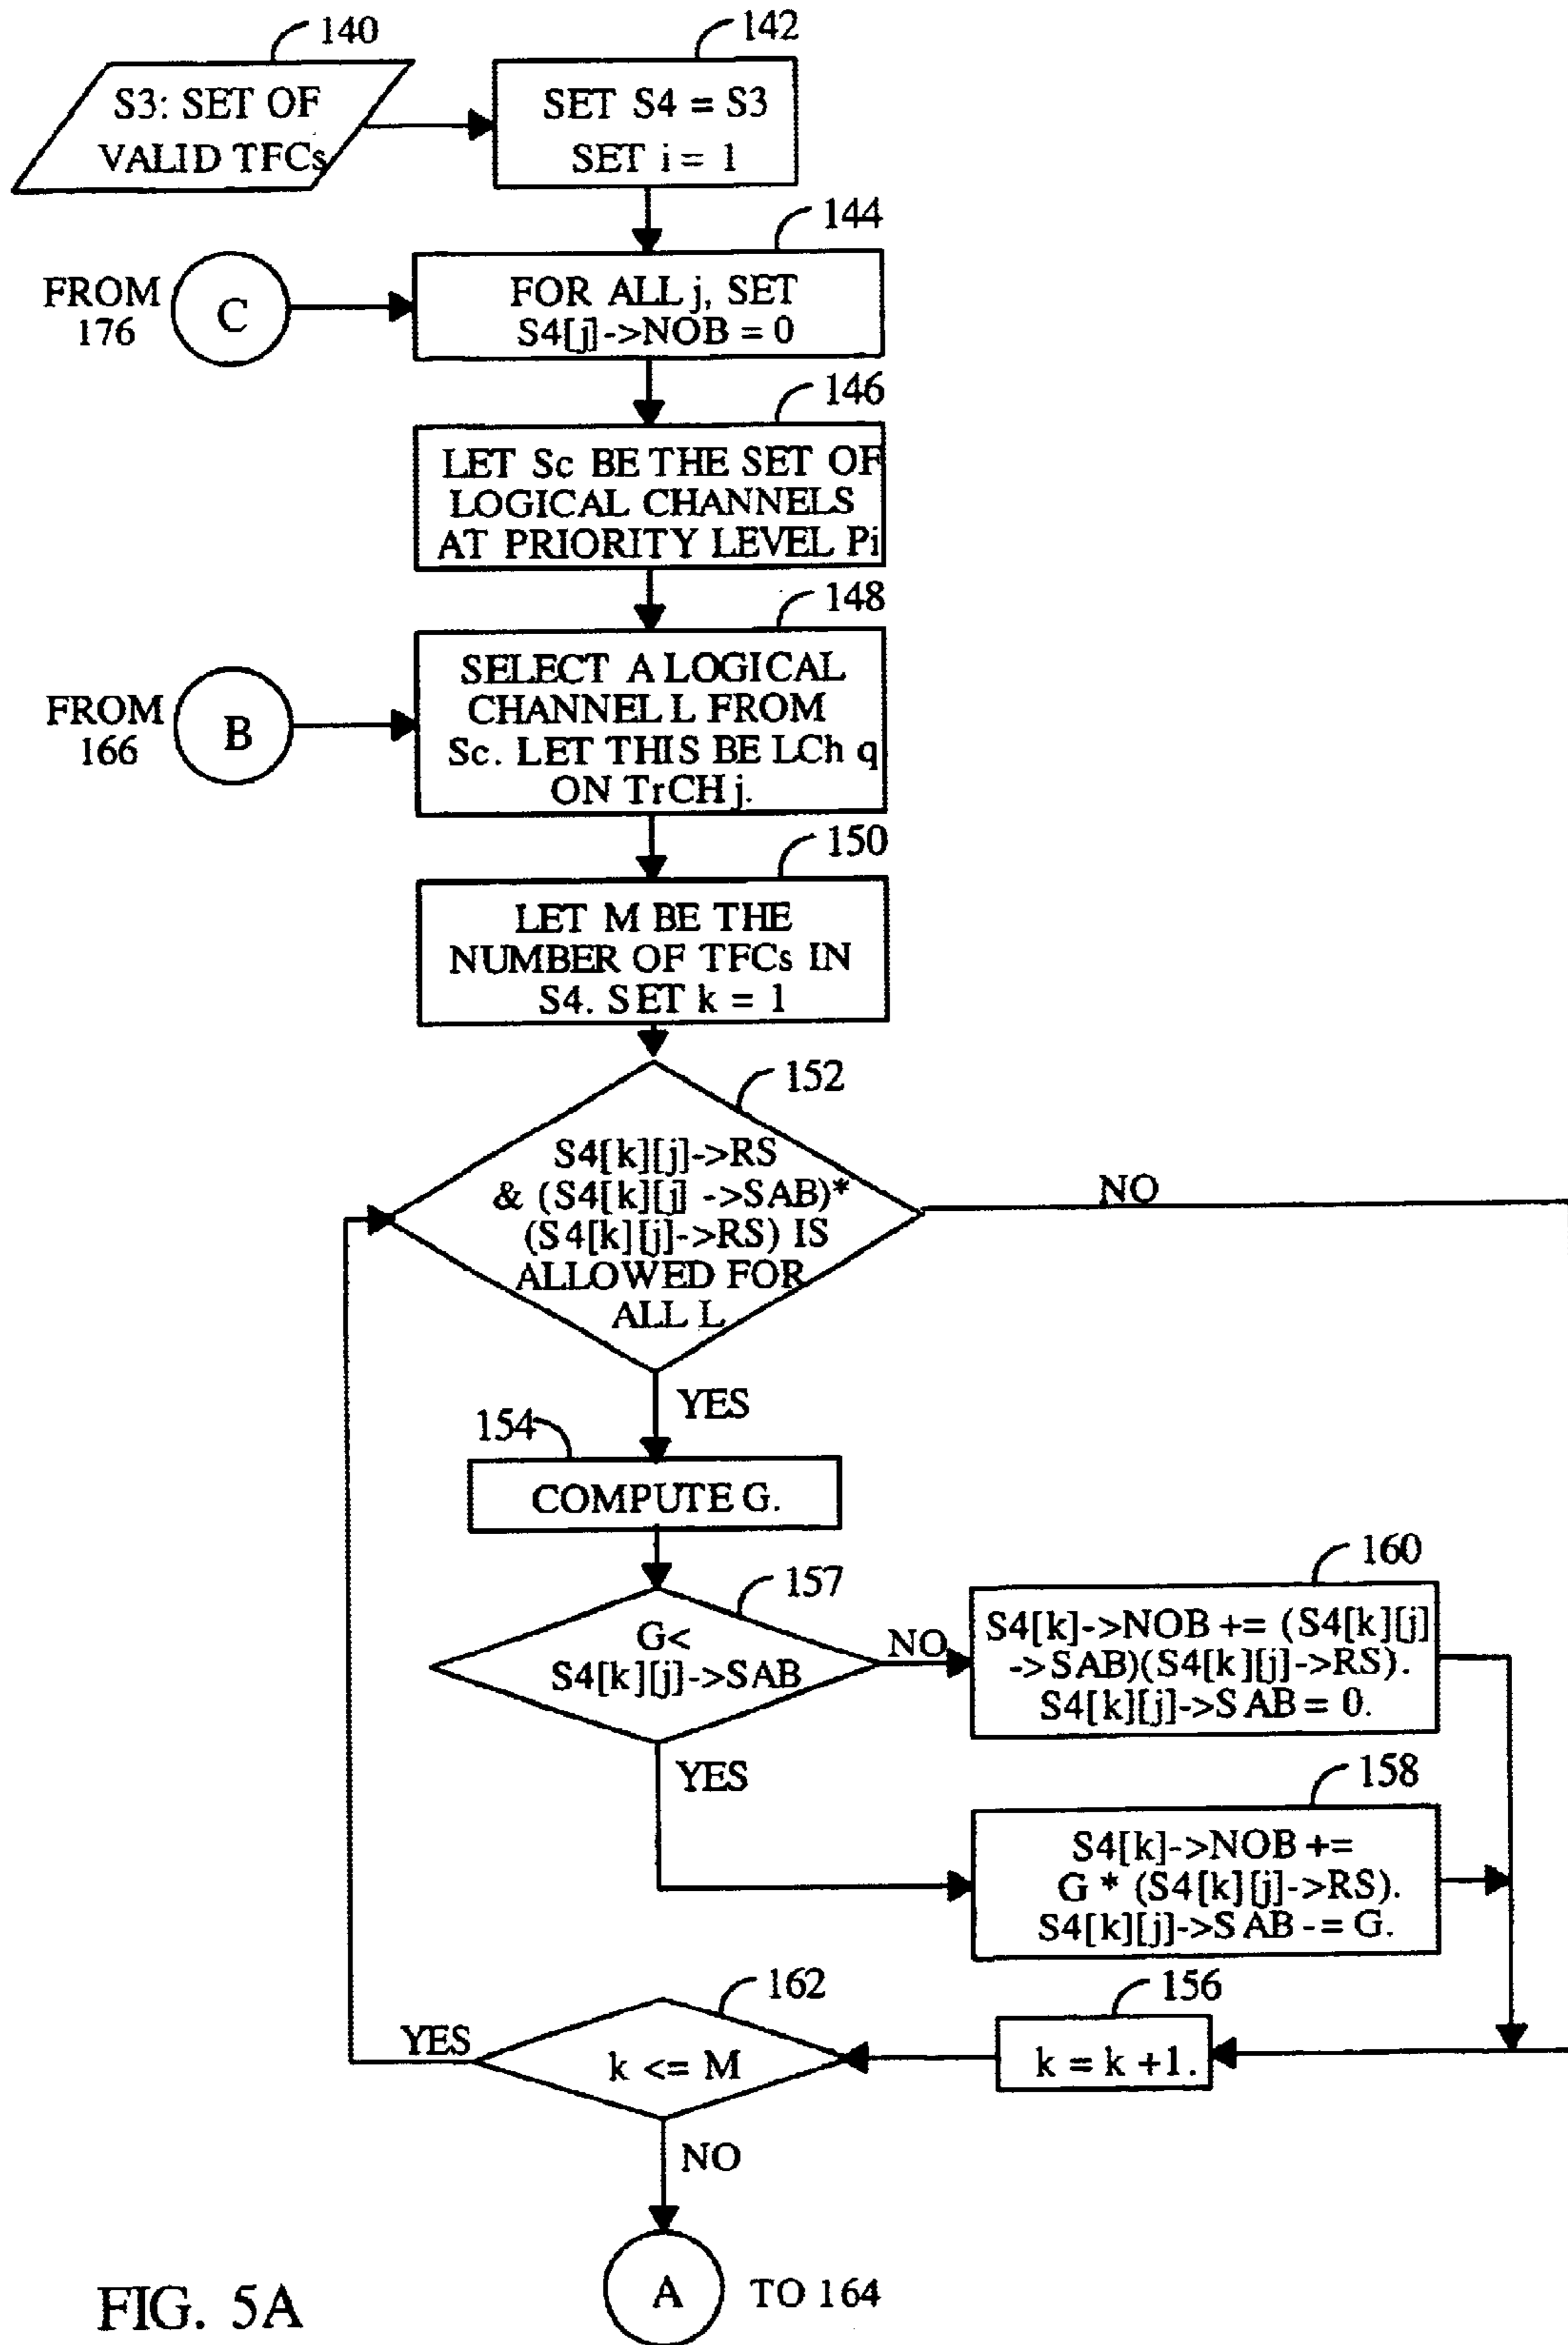 140
S3: SET OF
VALID TFCs
142
SET S4 = S3
SET i = 1
144
FROM
176
C
FOR ALL j, SET
S4[j]->NOB = 0
146
LET Sc BE THE SET OF
LOGICAL CHANNELS
AT PRIORITY LEVEL Pi
148
FROM
166
B
SELECT A LOGICAL
CHANNEL L FROM
Sc. LET THIS BE LCh q
ON TrCH j.
150
LET M BE THE
NUMBER OF TFCs IN
S4. SET k = 1
152
S4[k][j]->RS
& (S4[k][j] ->SAB)*
(S4[k][j]->RS) IS
ALLOWED FOR
ALL L
NO
YES
154
COMPUTE G.
157
G<
S4[k][j]->SAB
NO
160
S4[k]->NOB += (S4[k][j]
->SAB)(S4[k][j]->RS).
S4[k][j]->SAB = 0.
YES
158
S4[k]->NOB +=
G * (S4[k][j]->RS).
S4[k][j]->SAB -= G.
162
YES
k <= M
156
k = k +1.
NO
A
TO 164
FIG. 5A